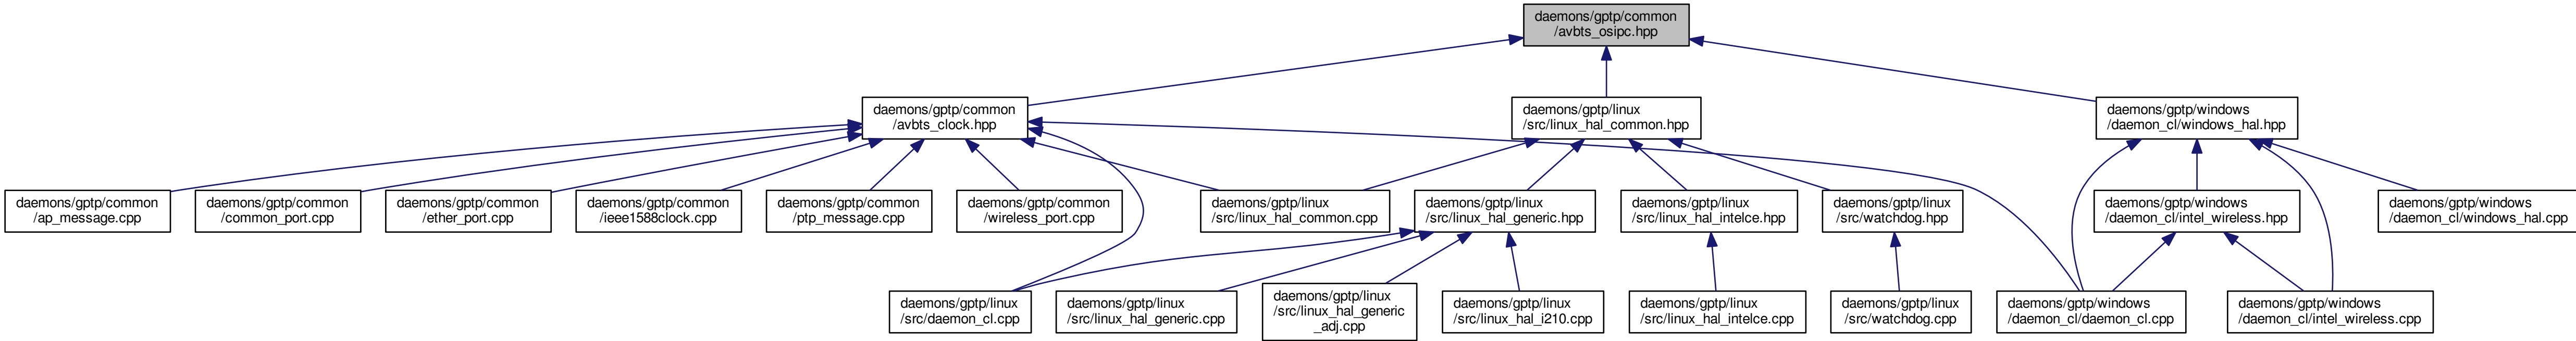 daemons/gptp/common
/avbts_osipc.hpp
daemons/gptp/common
/avbts_clock.hpp
daemons/gptp/linux
/src/linux_hal_common.hpp
daemons/gptp/windows
/daemon_cl/windows_hal.hpp
daemons/gptp/common
/ap_message.cpp
daemons/gptp/common
/common_port.cpp
daemons/gptp/common
/ether_port.cpp
daemons/gptp/common
/ieee1588clock.cpp
daemons/gptp/common
/ptp_message.cpp
daemons/gptp/common
/wireless_port.cpp
daemons/gptp/linux
/src/linux_hal_common.cpp
daemons/gptp/linux
/src/linux_hal_generic.hpp
daemons/gptp/linux
/src/linux_hal_intelce.hpp
daemons/gptp/linux
/src/watchdog.hpp
daemons/gptp/windows
/daemon_cl/intel_wireless.hpp
daemons/gptp/windows
/daemon_cl/windows_hal.cpp
daemons/gptp/linux
/src/daemon_cl.cpp
daemons/gptp/linux
/src/linux_hal_generic.cpp
daemons/gptp/linux
/src/linux_hal_generic
_adj.cpp
daemons/gptp/linux
/src/linux_hal_i210.cpp
daemons/gptp/linux
/src/linux_hal_intelce.cpp
daemons/gptp/linux
/src/watchdog.cpp
daemons/gptp/windows
/daemon_cl/daemon_cl.cpp
daemons/gptp/windows
/daemon_cl/intel_wireless.cpp